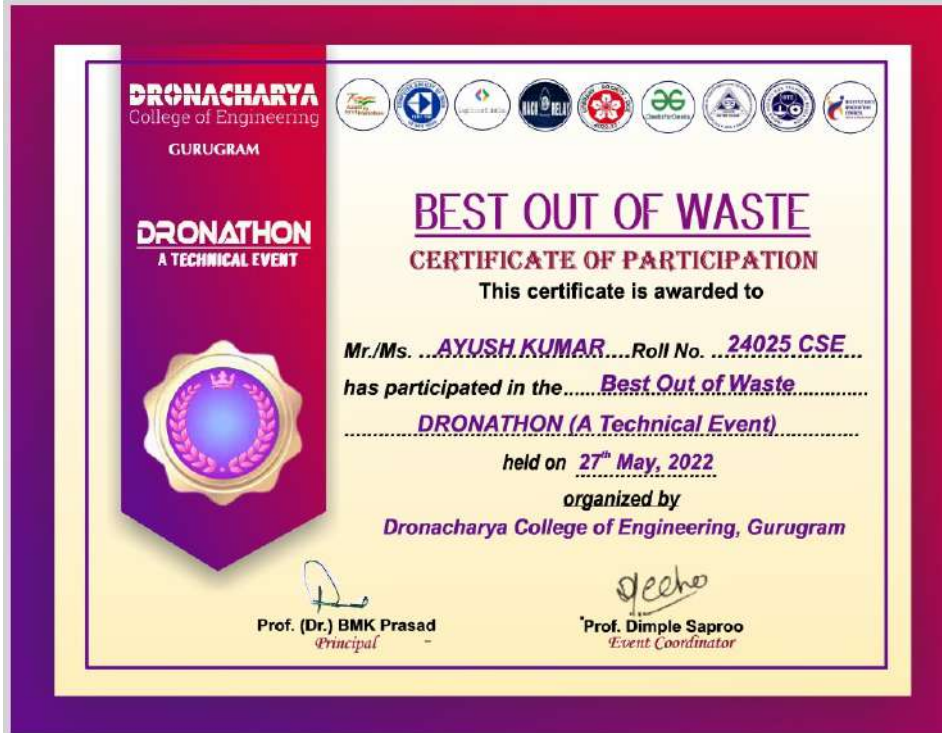 DRONACHARYA
College of Engineering
GURUGRAM
DRONATHON
A TECHNICAL EVENT
HACK RELAY
BEST OUT OF WASTE
CERTIFICATE OF PARTICIPATION
This certificate is awarded to
Mr./Ms. ...AYUSH KUMAR....Roll No. ...24025 CSE...
has participated in the......Best Out of Waste.............
.............DRONATHON (A Technical Event)...............
held on 27th May, 2022
organized by
Dronacharya College of Engineering, Gurugram
Prof. (Dr.) BMK Prasad
Principal
Prof. Dimple Saproo
Event Coordinator